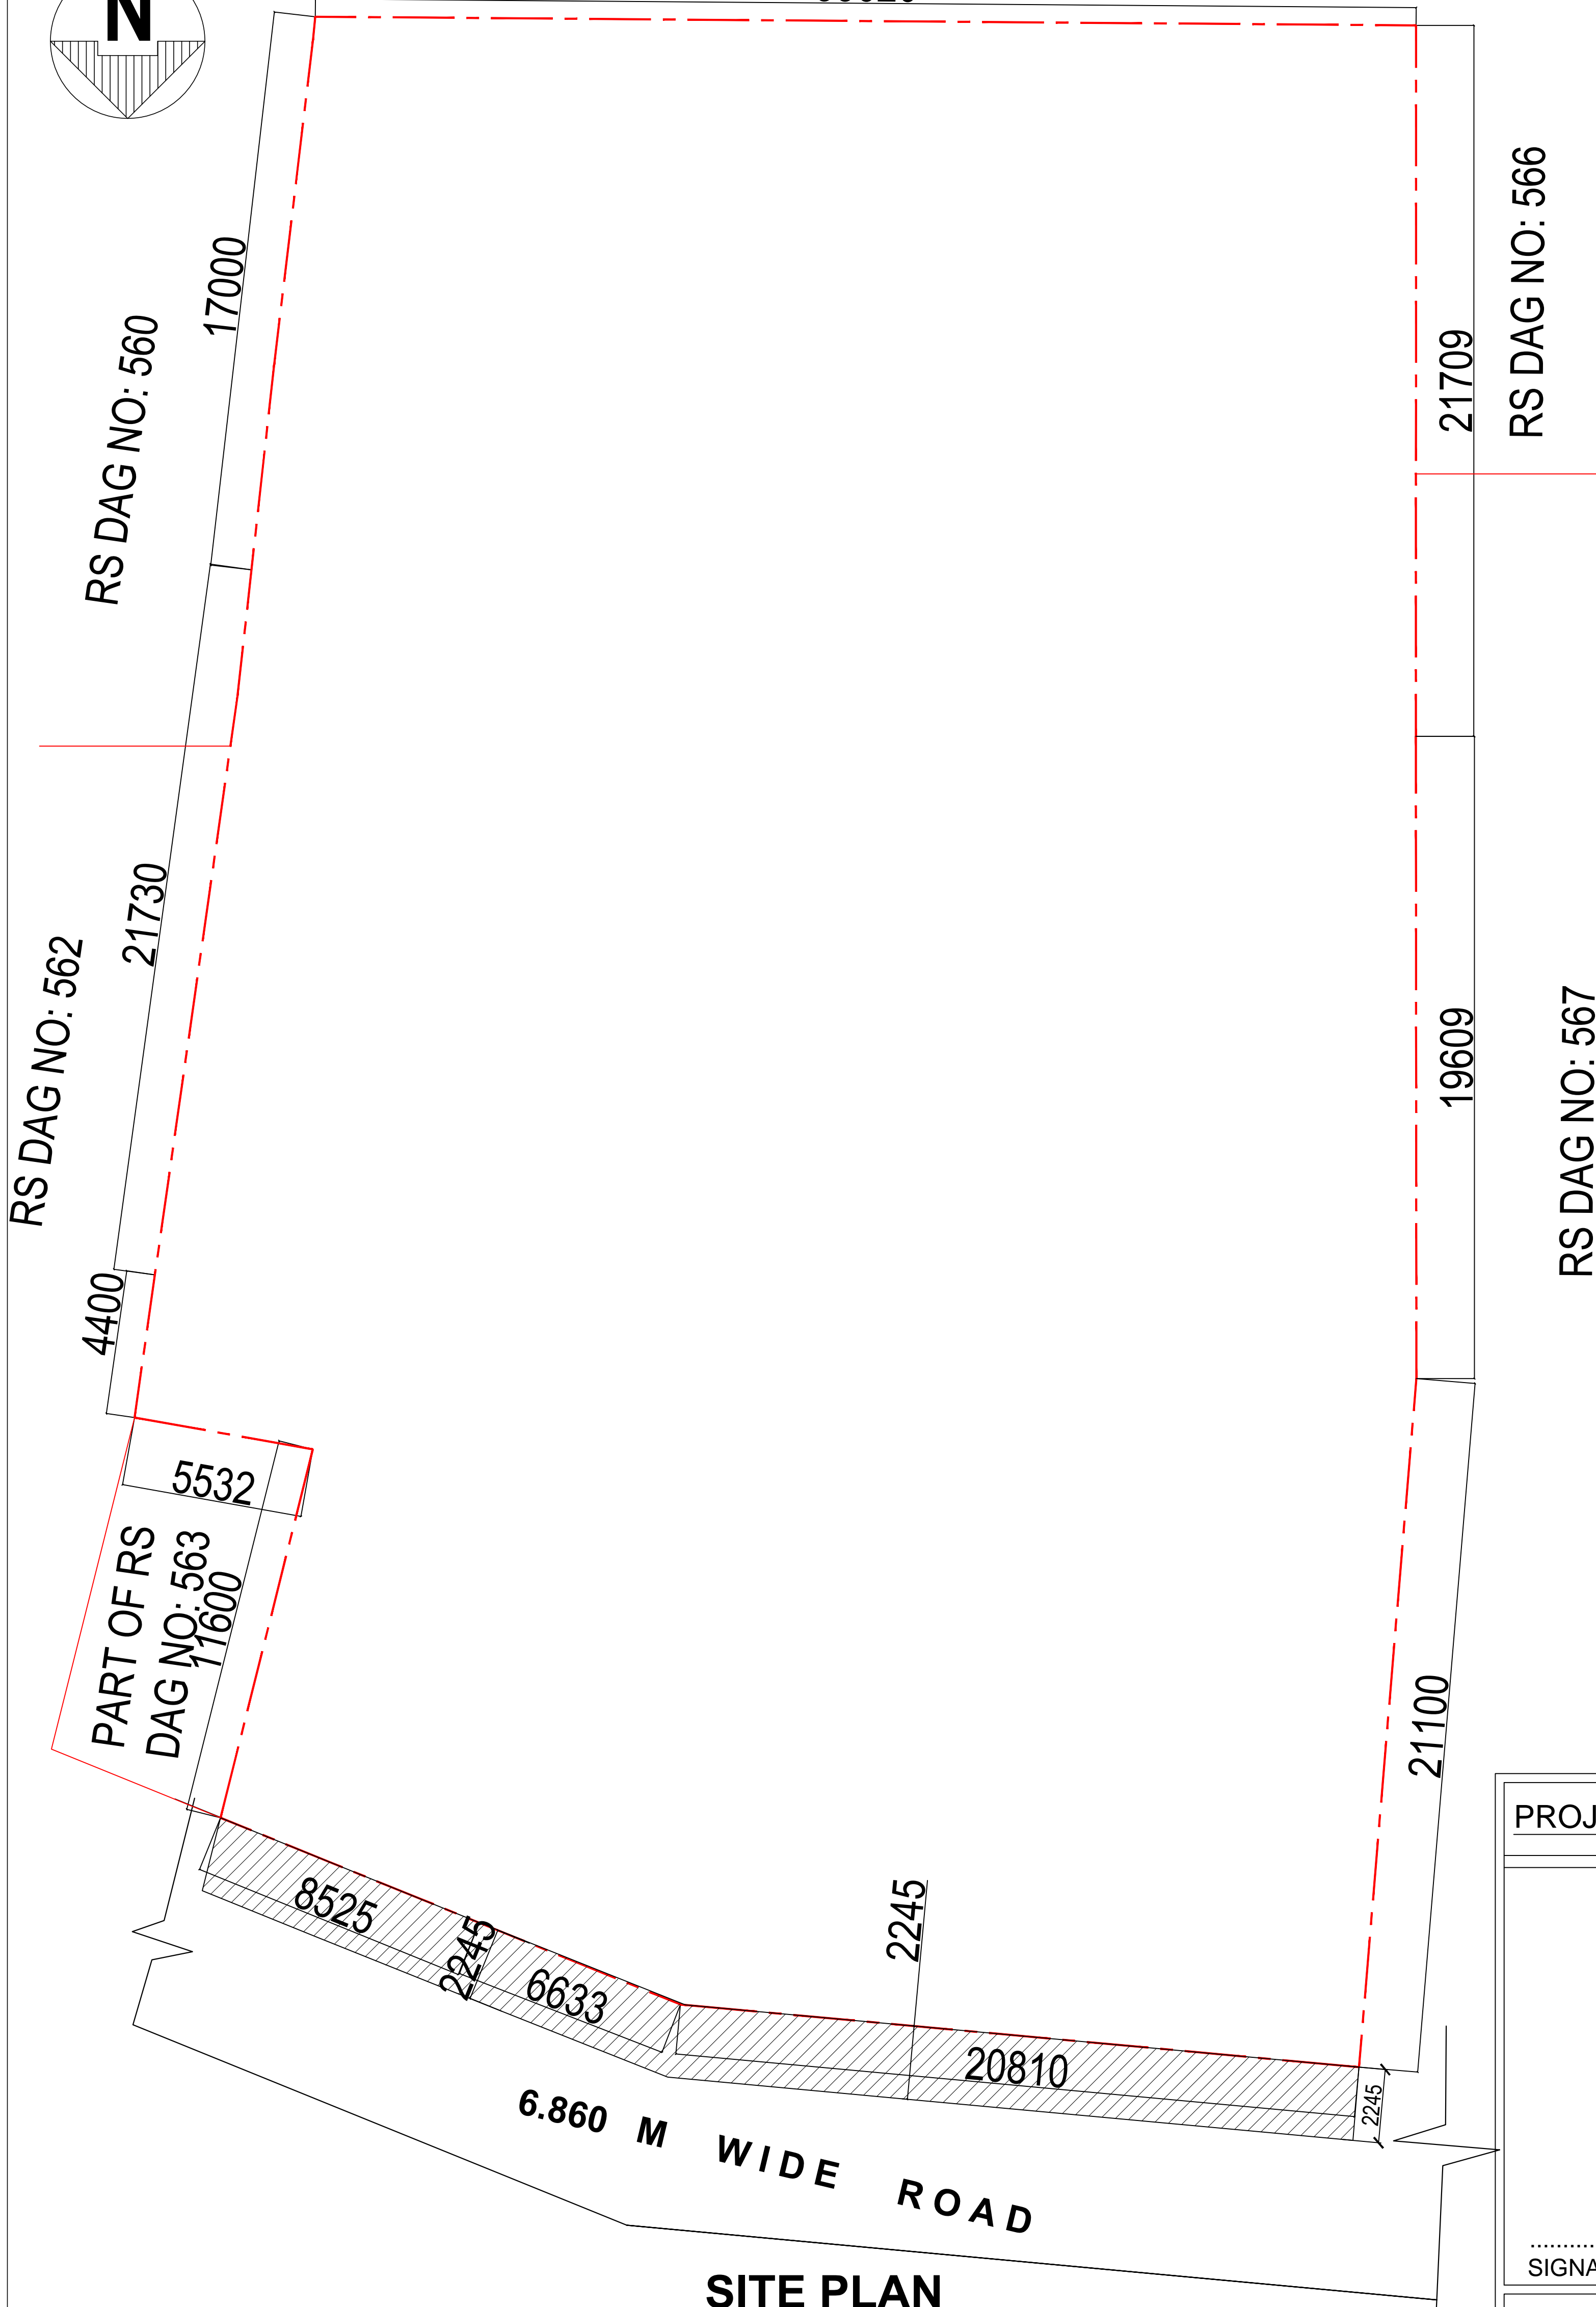 N
17000
RS DAG NO: 566
RS DAG NO: 560
21709
21730
RS DAG NO: 562
19609
RS DAG NO: 567
4400
5532
PART OF RS
DAG NO: 563
11600
21100
PROJ
8525
2245
2245
6633
20810
2245
6.860 M WIDE ROAD
SIGNA
SITE PLAN